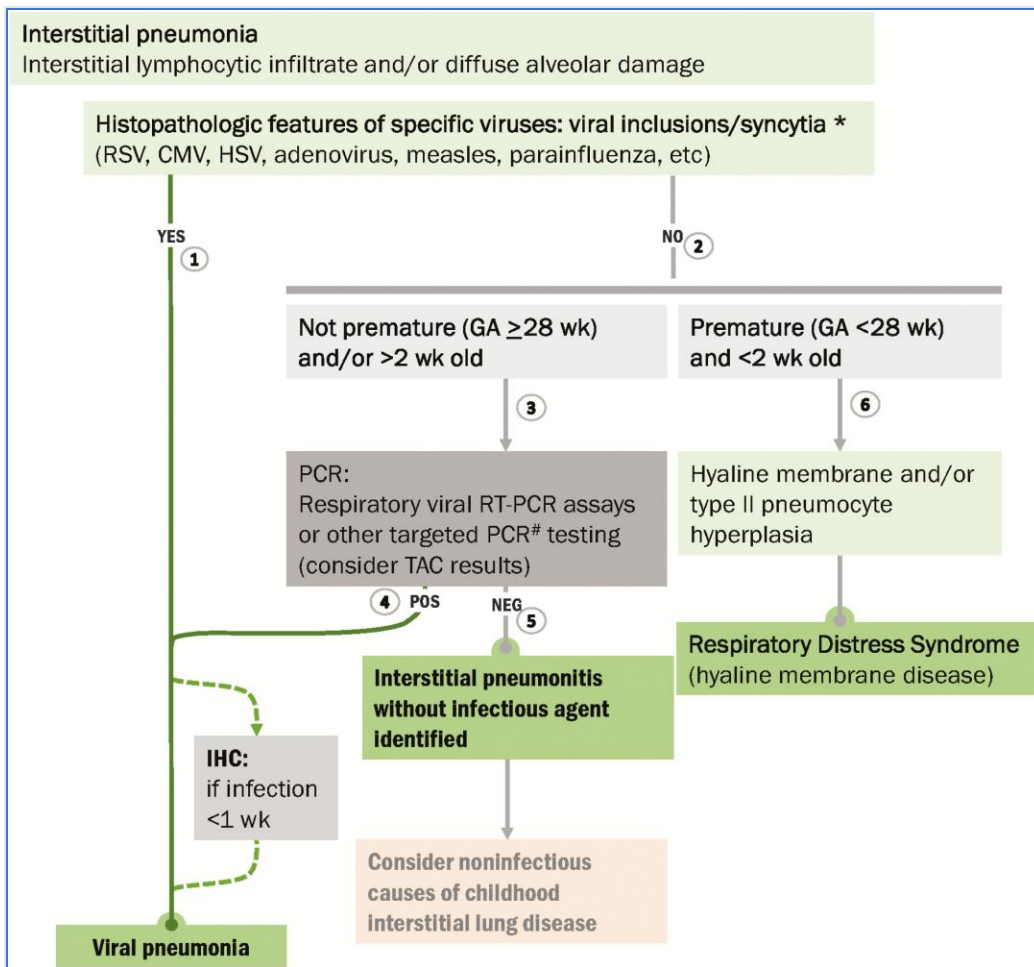 Interstitial pneumonia
Interstitial lymphocytic infiltrate and/or diffuse alveolar damage
Histopathologic features of specific viruses: viral inclusions/syncytia *
(RSV, CMV, HSV, adenovirus, measles, parainfluenza, etc)
YES
1
NO
2
Not premature (GA ≥28 wk)
and/or >2 wk old
Premature (GA <28 wk)
and <2 wk old
3
6
PCR:
Respiratory viral RT-PCR assays
or other targeted PCR# testing
(consider TAC results)
Hyaline membrane and/or
type II pneumocyte
hyperplasia
4
POS
NEG
5
Interstitial pneumonitis
without infectious agent
identified
Respiratory Distress Syndrome
(hyaline membrane disease)
IHC:
if infection
<1 wk
Consider noninfectious
causes of childhood
interstitial lung disease
Viral pneumonia